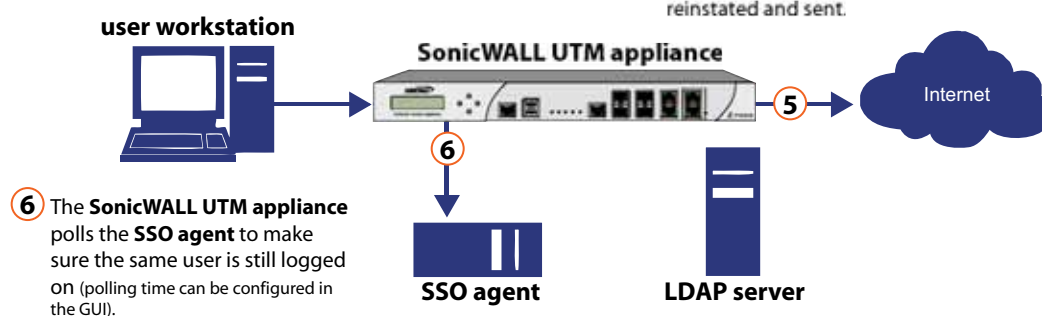 reinstated and sent.
user workstation
SonicWALL UTM appliance
Internet
5
6
6 The SonicWALL UTM appliance
polls the SSO agent to make
sure the same user is still logged
on (polling time can be configured in
the GUI).
SSO agent
LDAP server